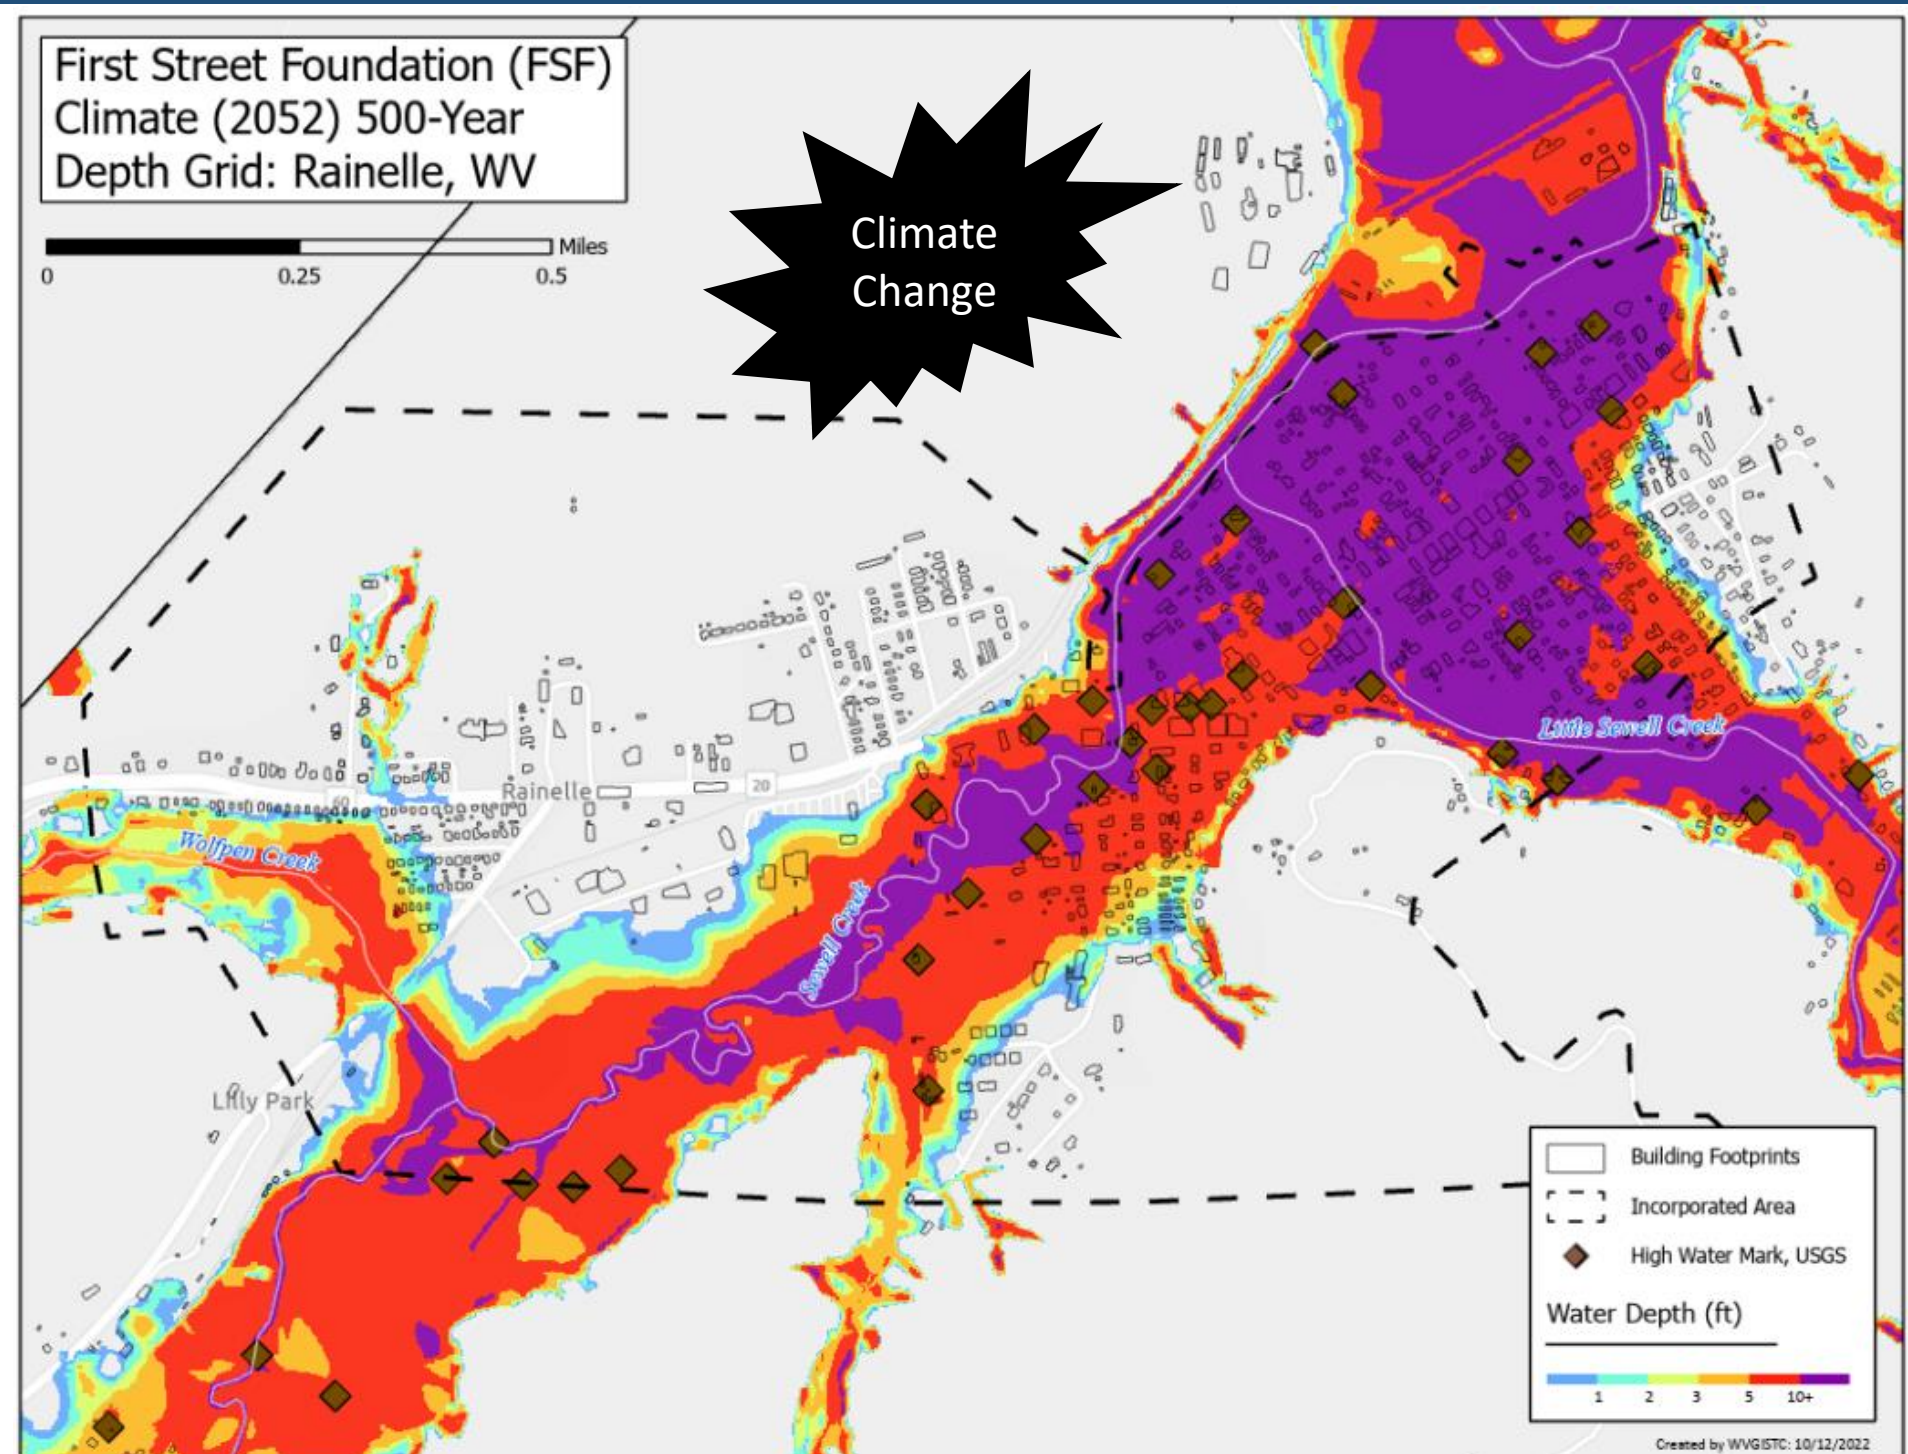 First Street Foundation (FSF)
Climate (2052) 500-Year
Depth Grid: Rainelle, WV
Miles
0 0.25 0.5
Climate
Change
Little Sewell Creek
Rainelle
20
60
Wolfpen Creek
Sewell Creek
Lilly Park
Building Footprints
Incorporated Area
High Water Mark, USGS
Water Depth (ft)
1 2 3 5 10+
Created by WVGISTC: 10/12/2022